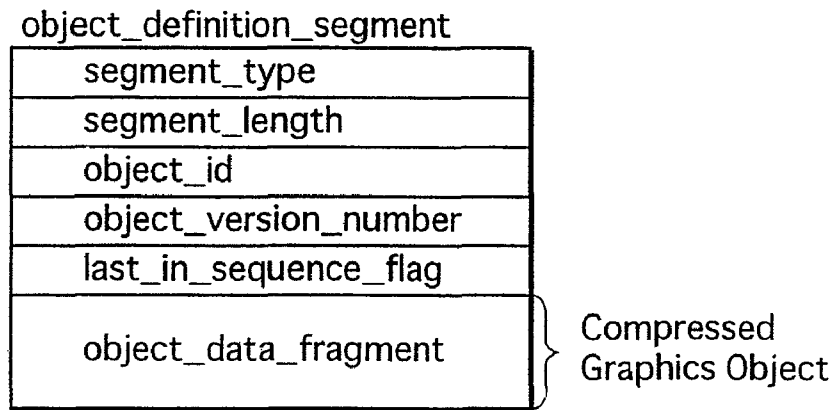 object_definition_segment
segment_type
segment_length
object_id
object_version_number
last_in_sequence_flag
object_data_fragment
Compressed
Graphics Object